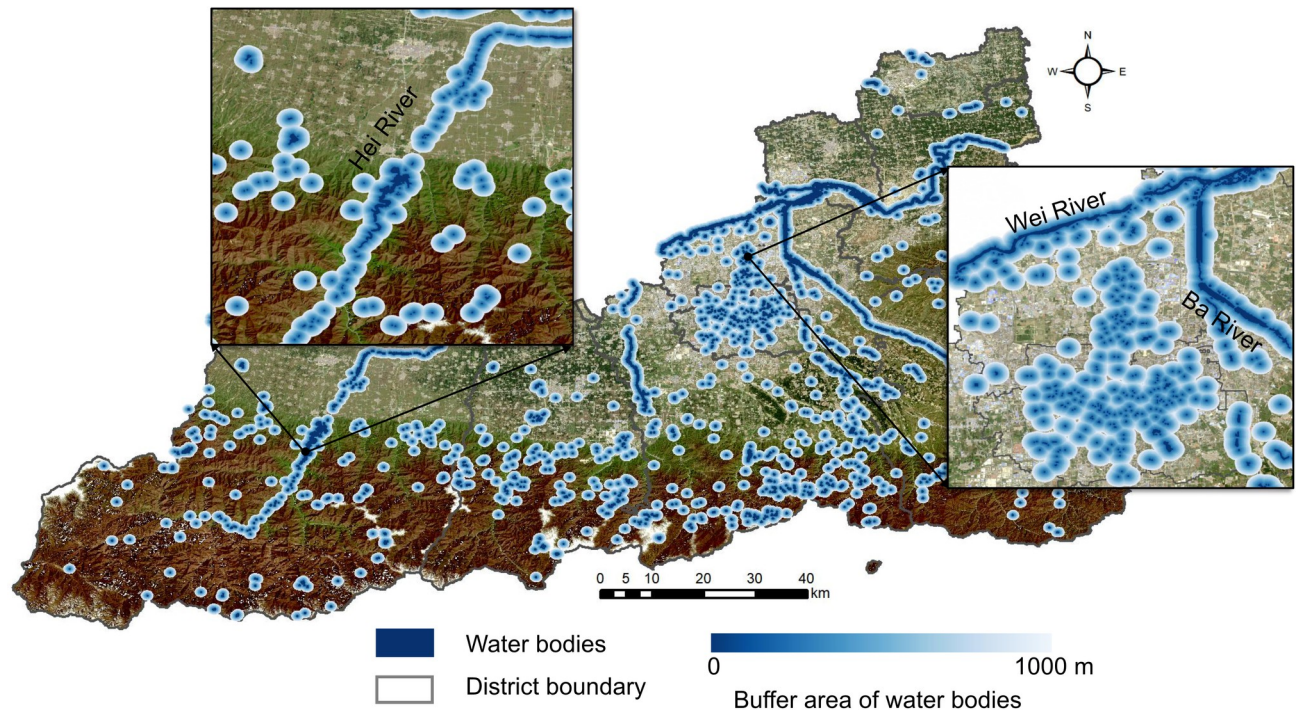 Hei River
N
W E
S
Wei River
Ba River
0 5 10 20 30 40
km
Water bodies
District boundary
0 1000 m
Buffer area of water bodies